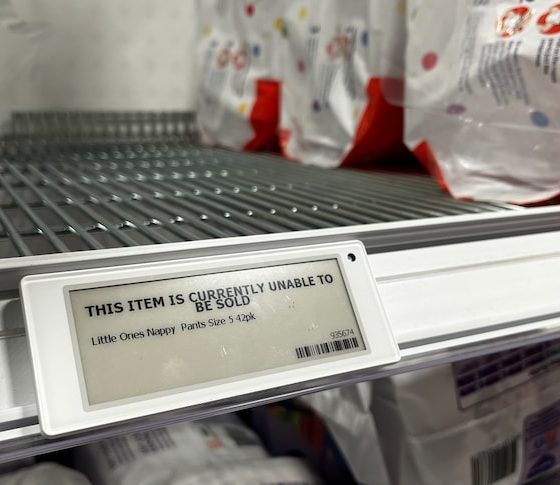 THIS ITEM IS CURRENTLY UNABLE TO
BE SOLD
Little Ones Nappy Pants Size 5 42pk
935674